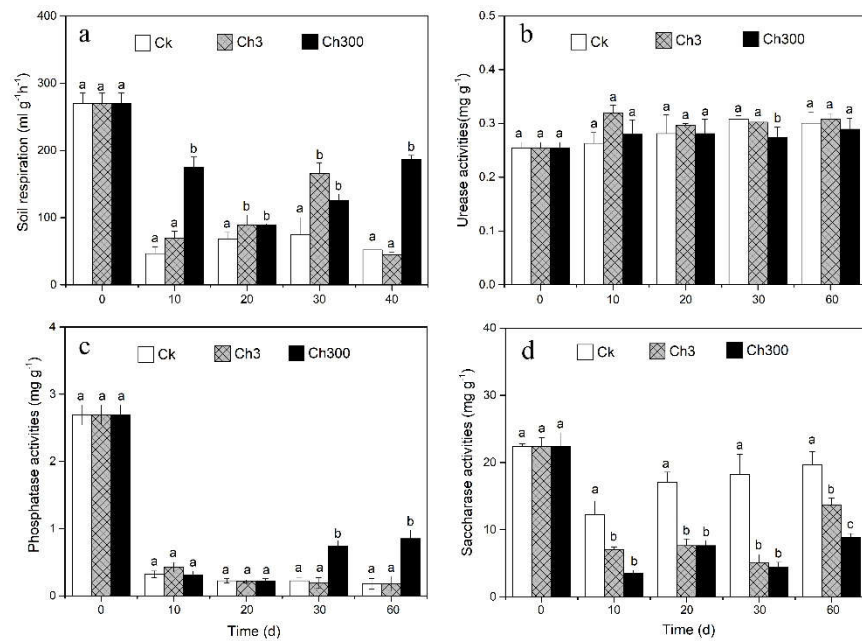 a
Ck Ch3 Ch300
Soil respiration (ml g-1h-1)
400
300
200
100
0
a a a
a a b
a b b
a b b
a a b
0 10 20 30 40
b
Ck Ch3 Ch300
Urease activities(mg g-1)
0.5
0.4
0.3
0.2
0.1
0.0
a a a
a a a
a a a
a a b
a a a
0 10 20 30 60
c
Ck Ch3 Ch300
Phosphatase activities (mg g-1)
4
3
2
1
0
a a a
a a a
a a a
a a b
a a b
0 10 20 30 60
Time (d)
d
Ck Ch3 Ch300
Saccharase activities (mg g-1)
40
30
20
10
0
a a a
a b b
a b b
a b b
a b c
0 10 20 30 60
Time (d)